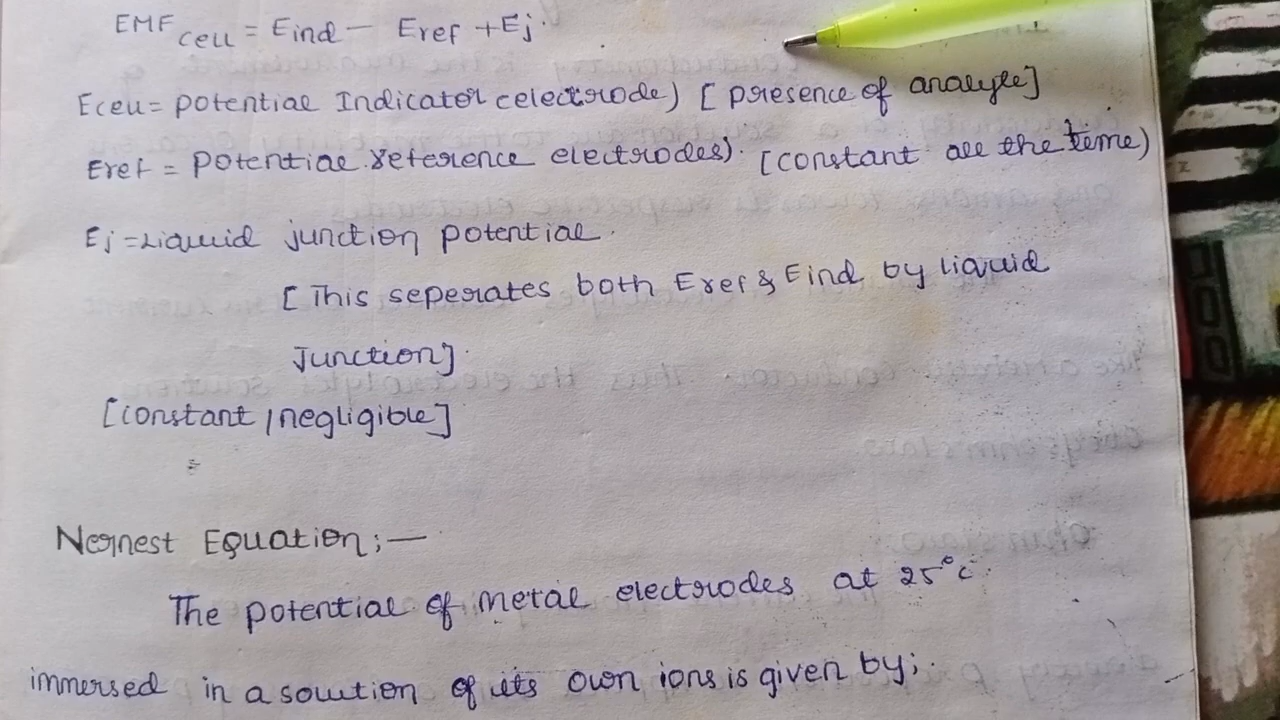 EMF cell = Eind - Eref + Ej.
Ecell = potential Indicator celectrode) [presence of analyte]
Eref = Potential reference electrodes). [constant all the time)
Ej = Liquid junction potential.
[This seperates both Eref & Eind by liquid
Junction].
[constant / negligible]
=
Nernest Equation; —
The potential of metal electrodes at 25°C.
immersed in a solution of its own ions is given by;.